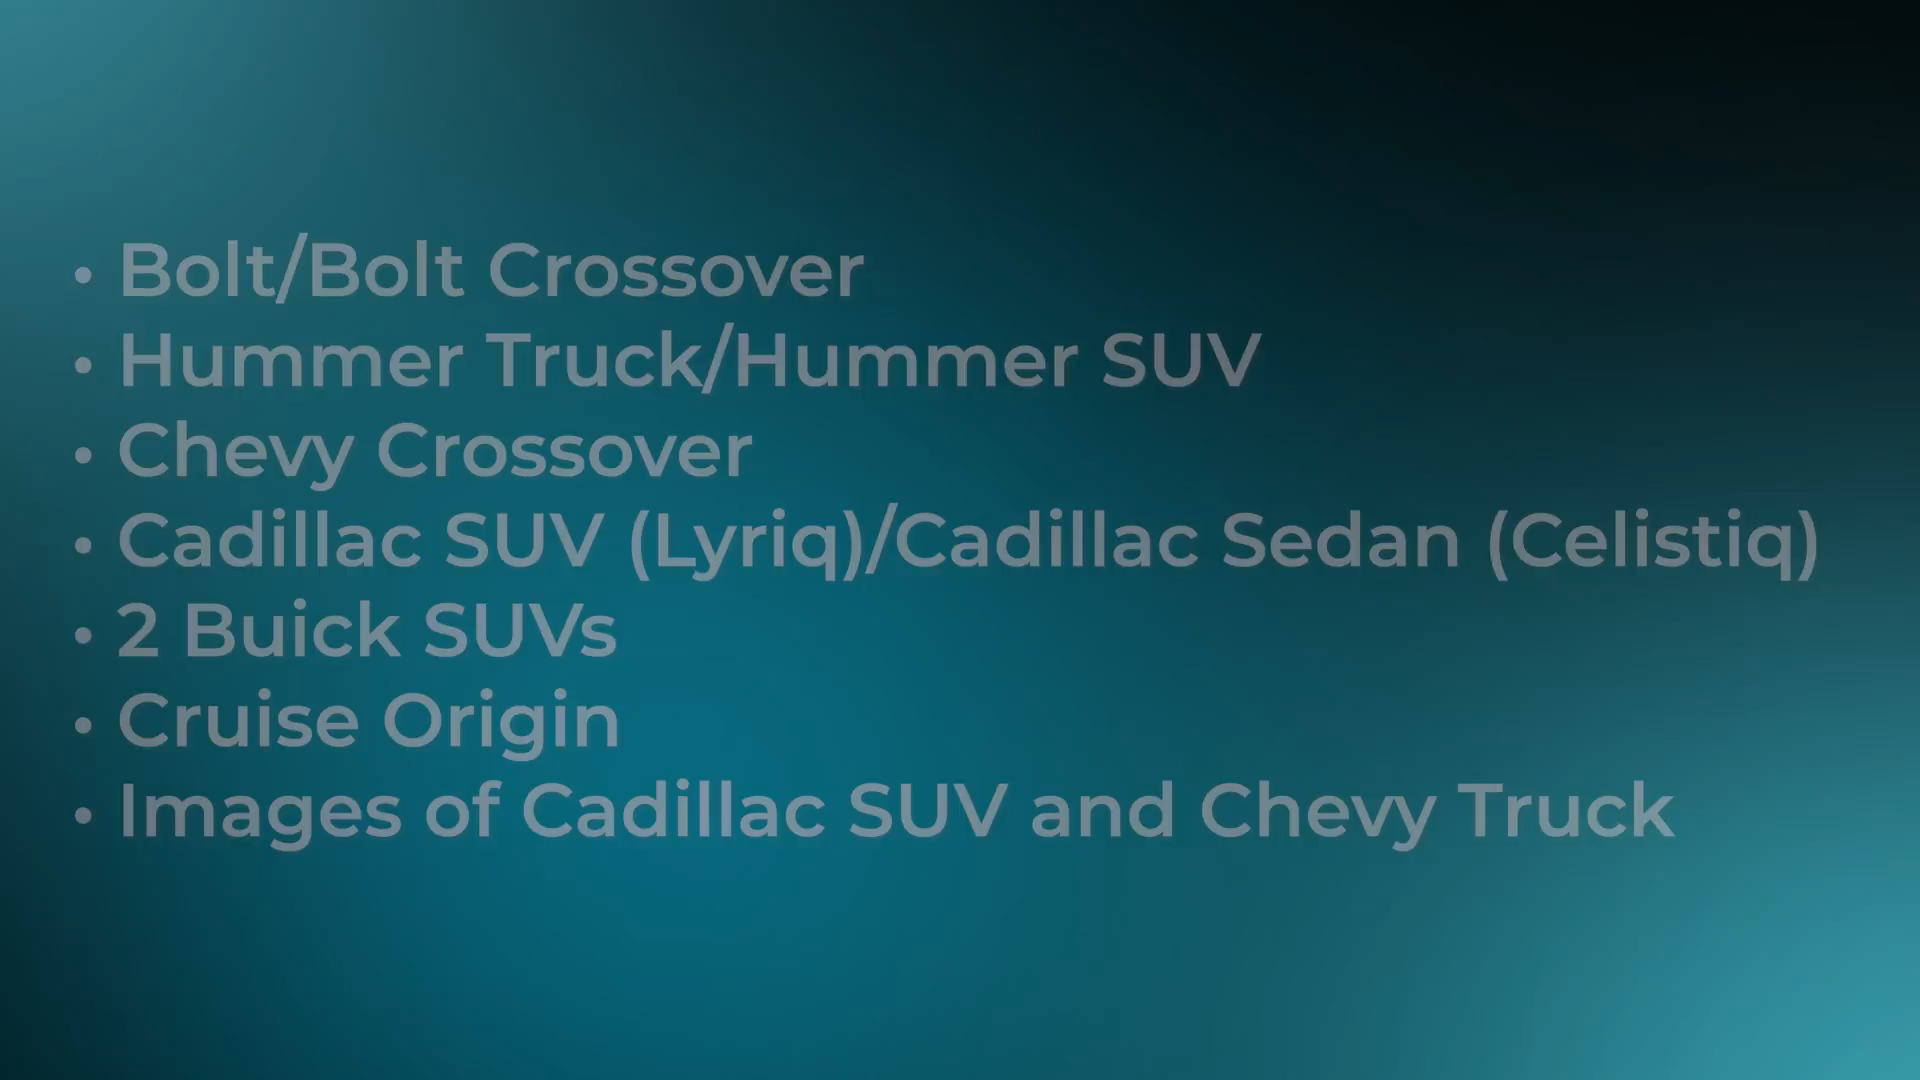 • Bolt/Bolt Crossover
• Hummer Truck/Hummer SUV
• Chevy Crossover
• Cadillac SUV (Lyriq)/Cadillac Sedan (Celistiq)
• 2 Buick SUVs
• Cruise Origin
• Images of Cadillac SUV and Chevy Truck